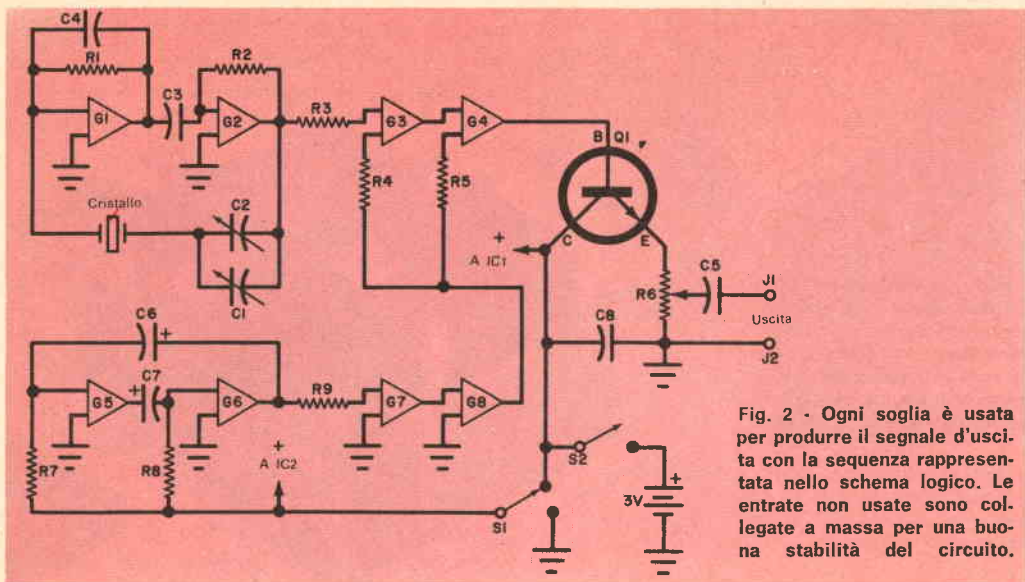 C4
R1
R2
G1
C3
G2
R3
G3
G4
B Q1
R4
R5
C
E
Cristallo
C2
C1
+
A IC1
R6
C5
J1
Uscita
J2
C8
C6
+
G5
+
C7
G6
R9
G7
G8
R7
R8
+
A IC2
S2
S1
3V
+
Fig. 2 - Ogni soglia è usata
per produrre il segnale d'usci-
ta con la sequenza rappresen-
tata nello schema logico. Le
entrate non usate sono col-
legate a massa per una buo-
na stabilità del circuito.